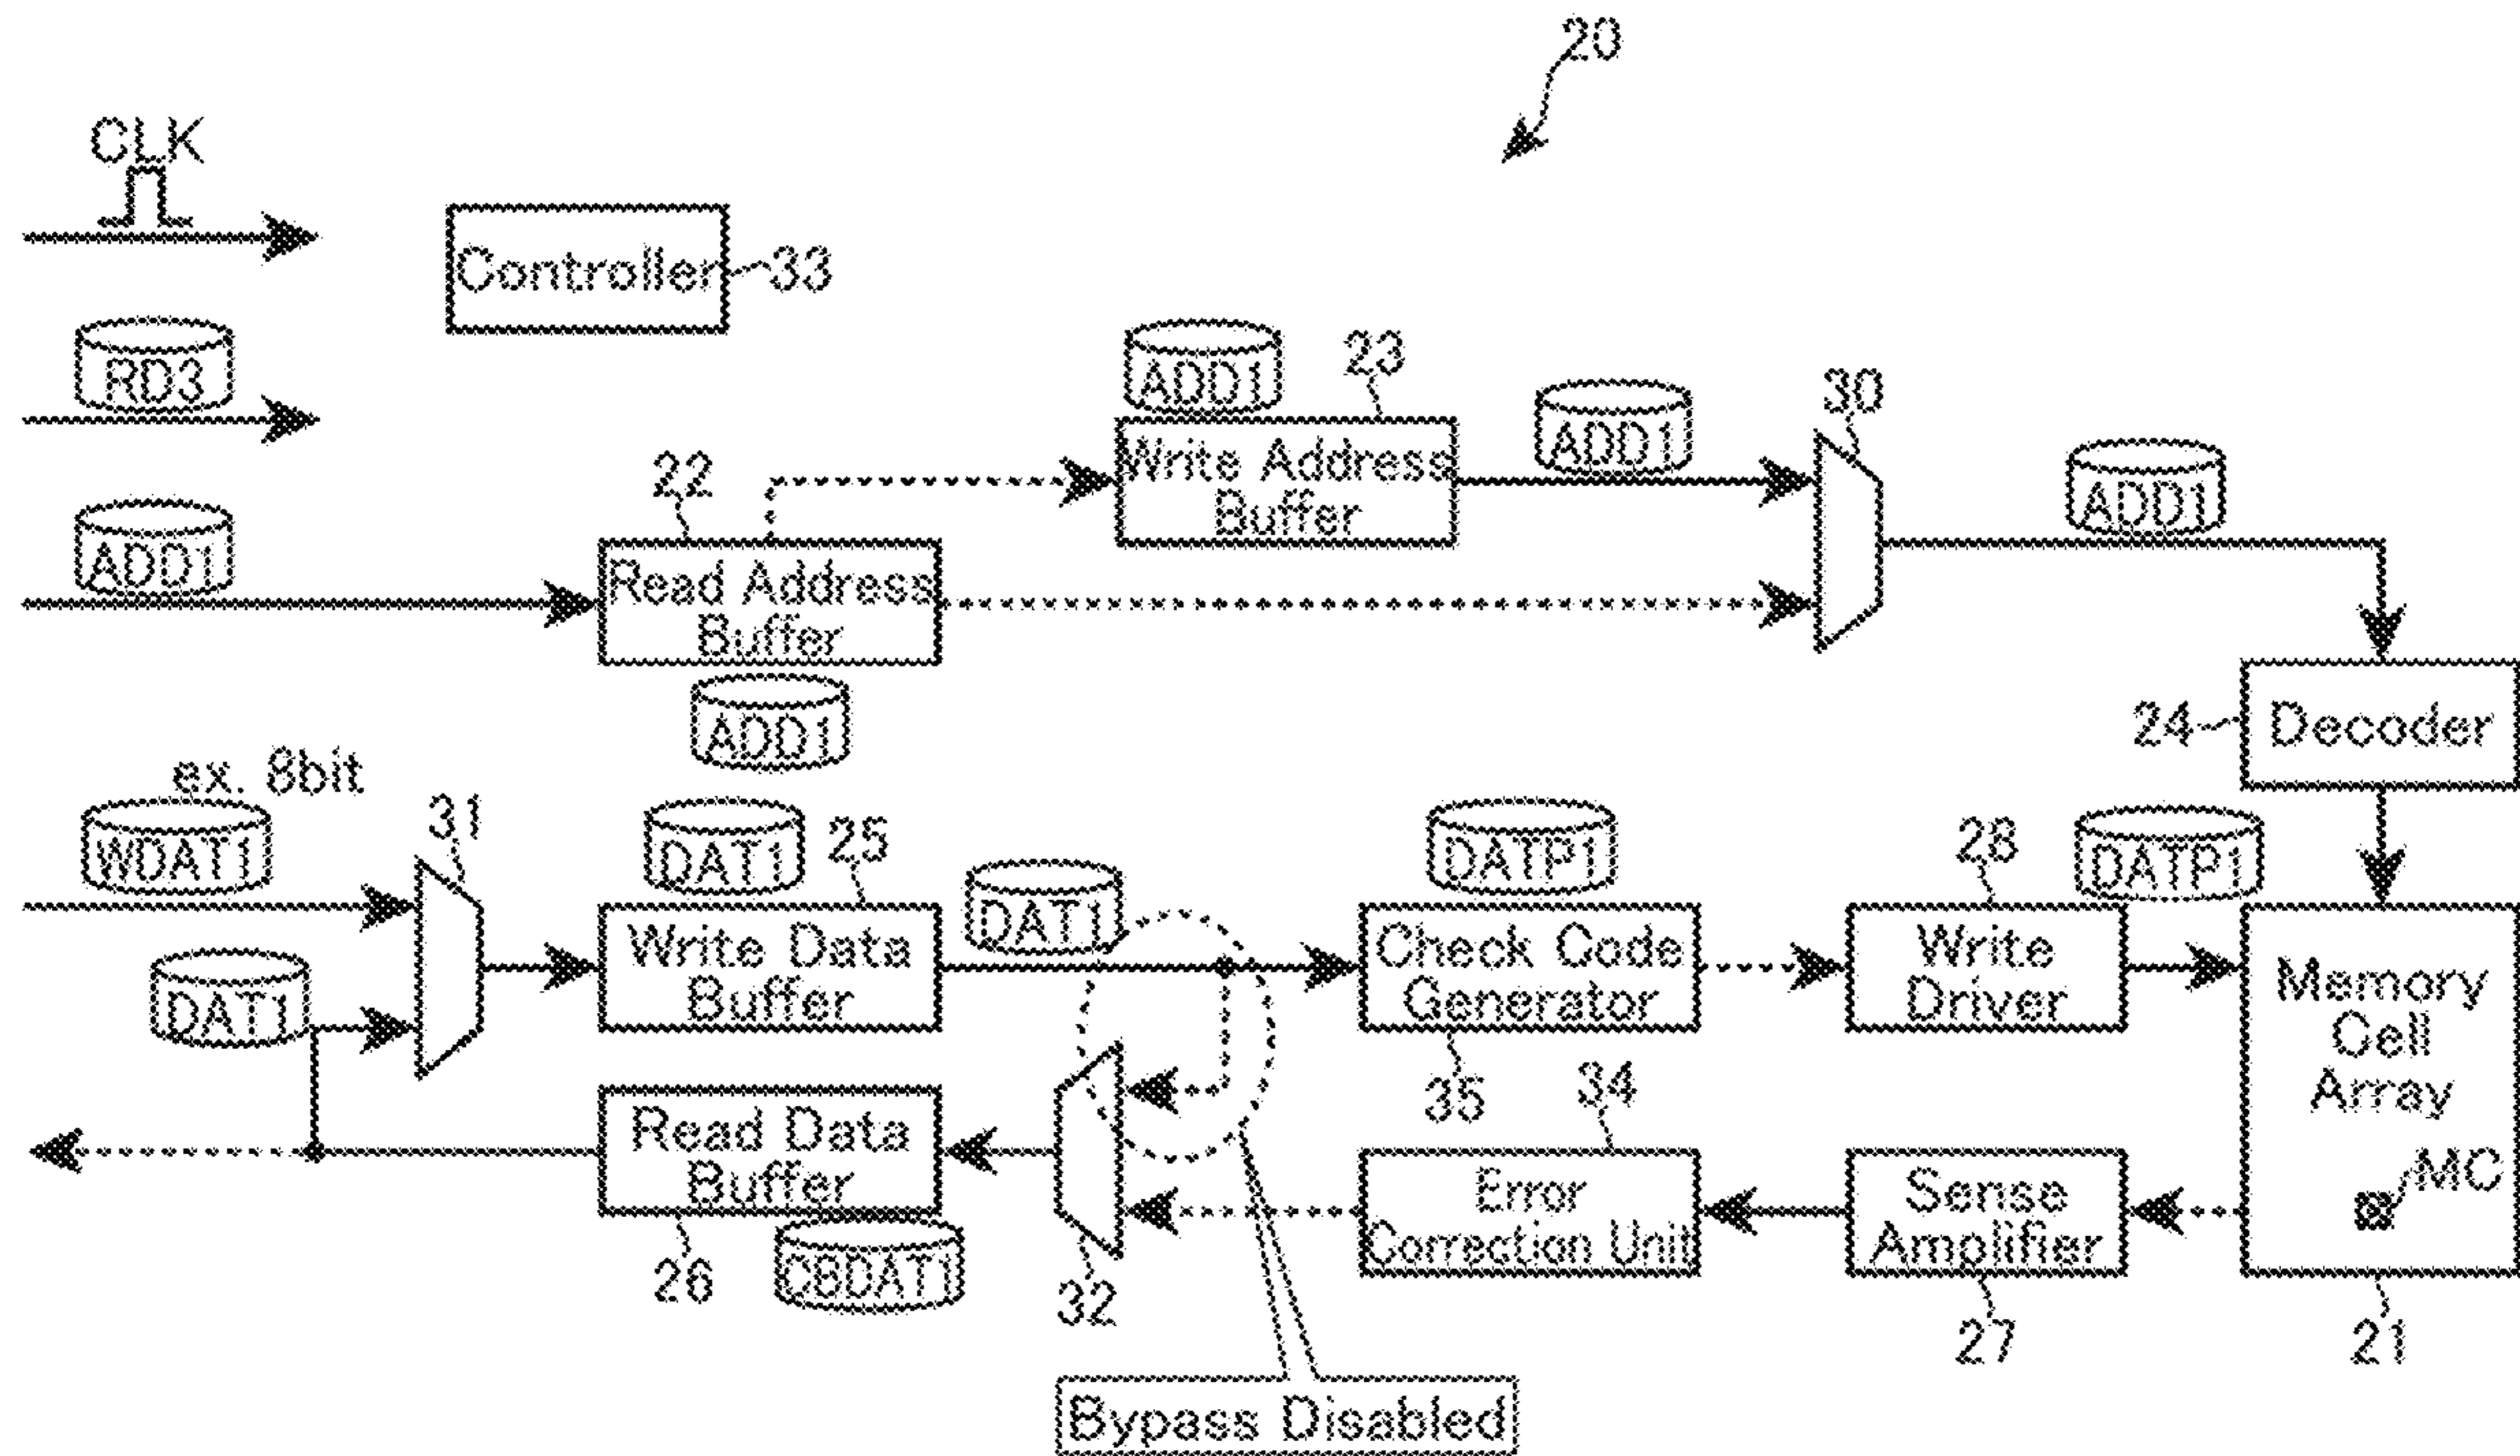 20
CLK
Controller
33
RD3
ADD1
23
ADD1
30
Write Address
Buffer
ADD1
22
ADD1
Read Address
Buffer
ADD1
24
Decoder
ex. 8bit
WDAT1
31
DAT1
25
DAT1
DATP1
28
DATP1
DAT1
Write Data
Buffer
Check Code
Generator
Write
Driver
Memory
Cell
Array
MC
35
34
Read Data
Buffer
Error
Correction Unit
Sense
Amplifier
26
CBDAT1
32
27
21
Bypass Disabled